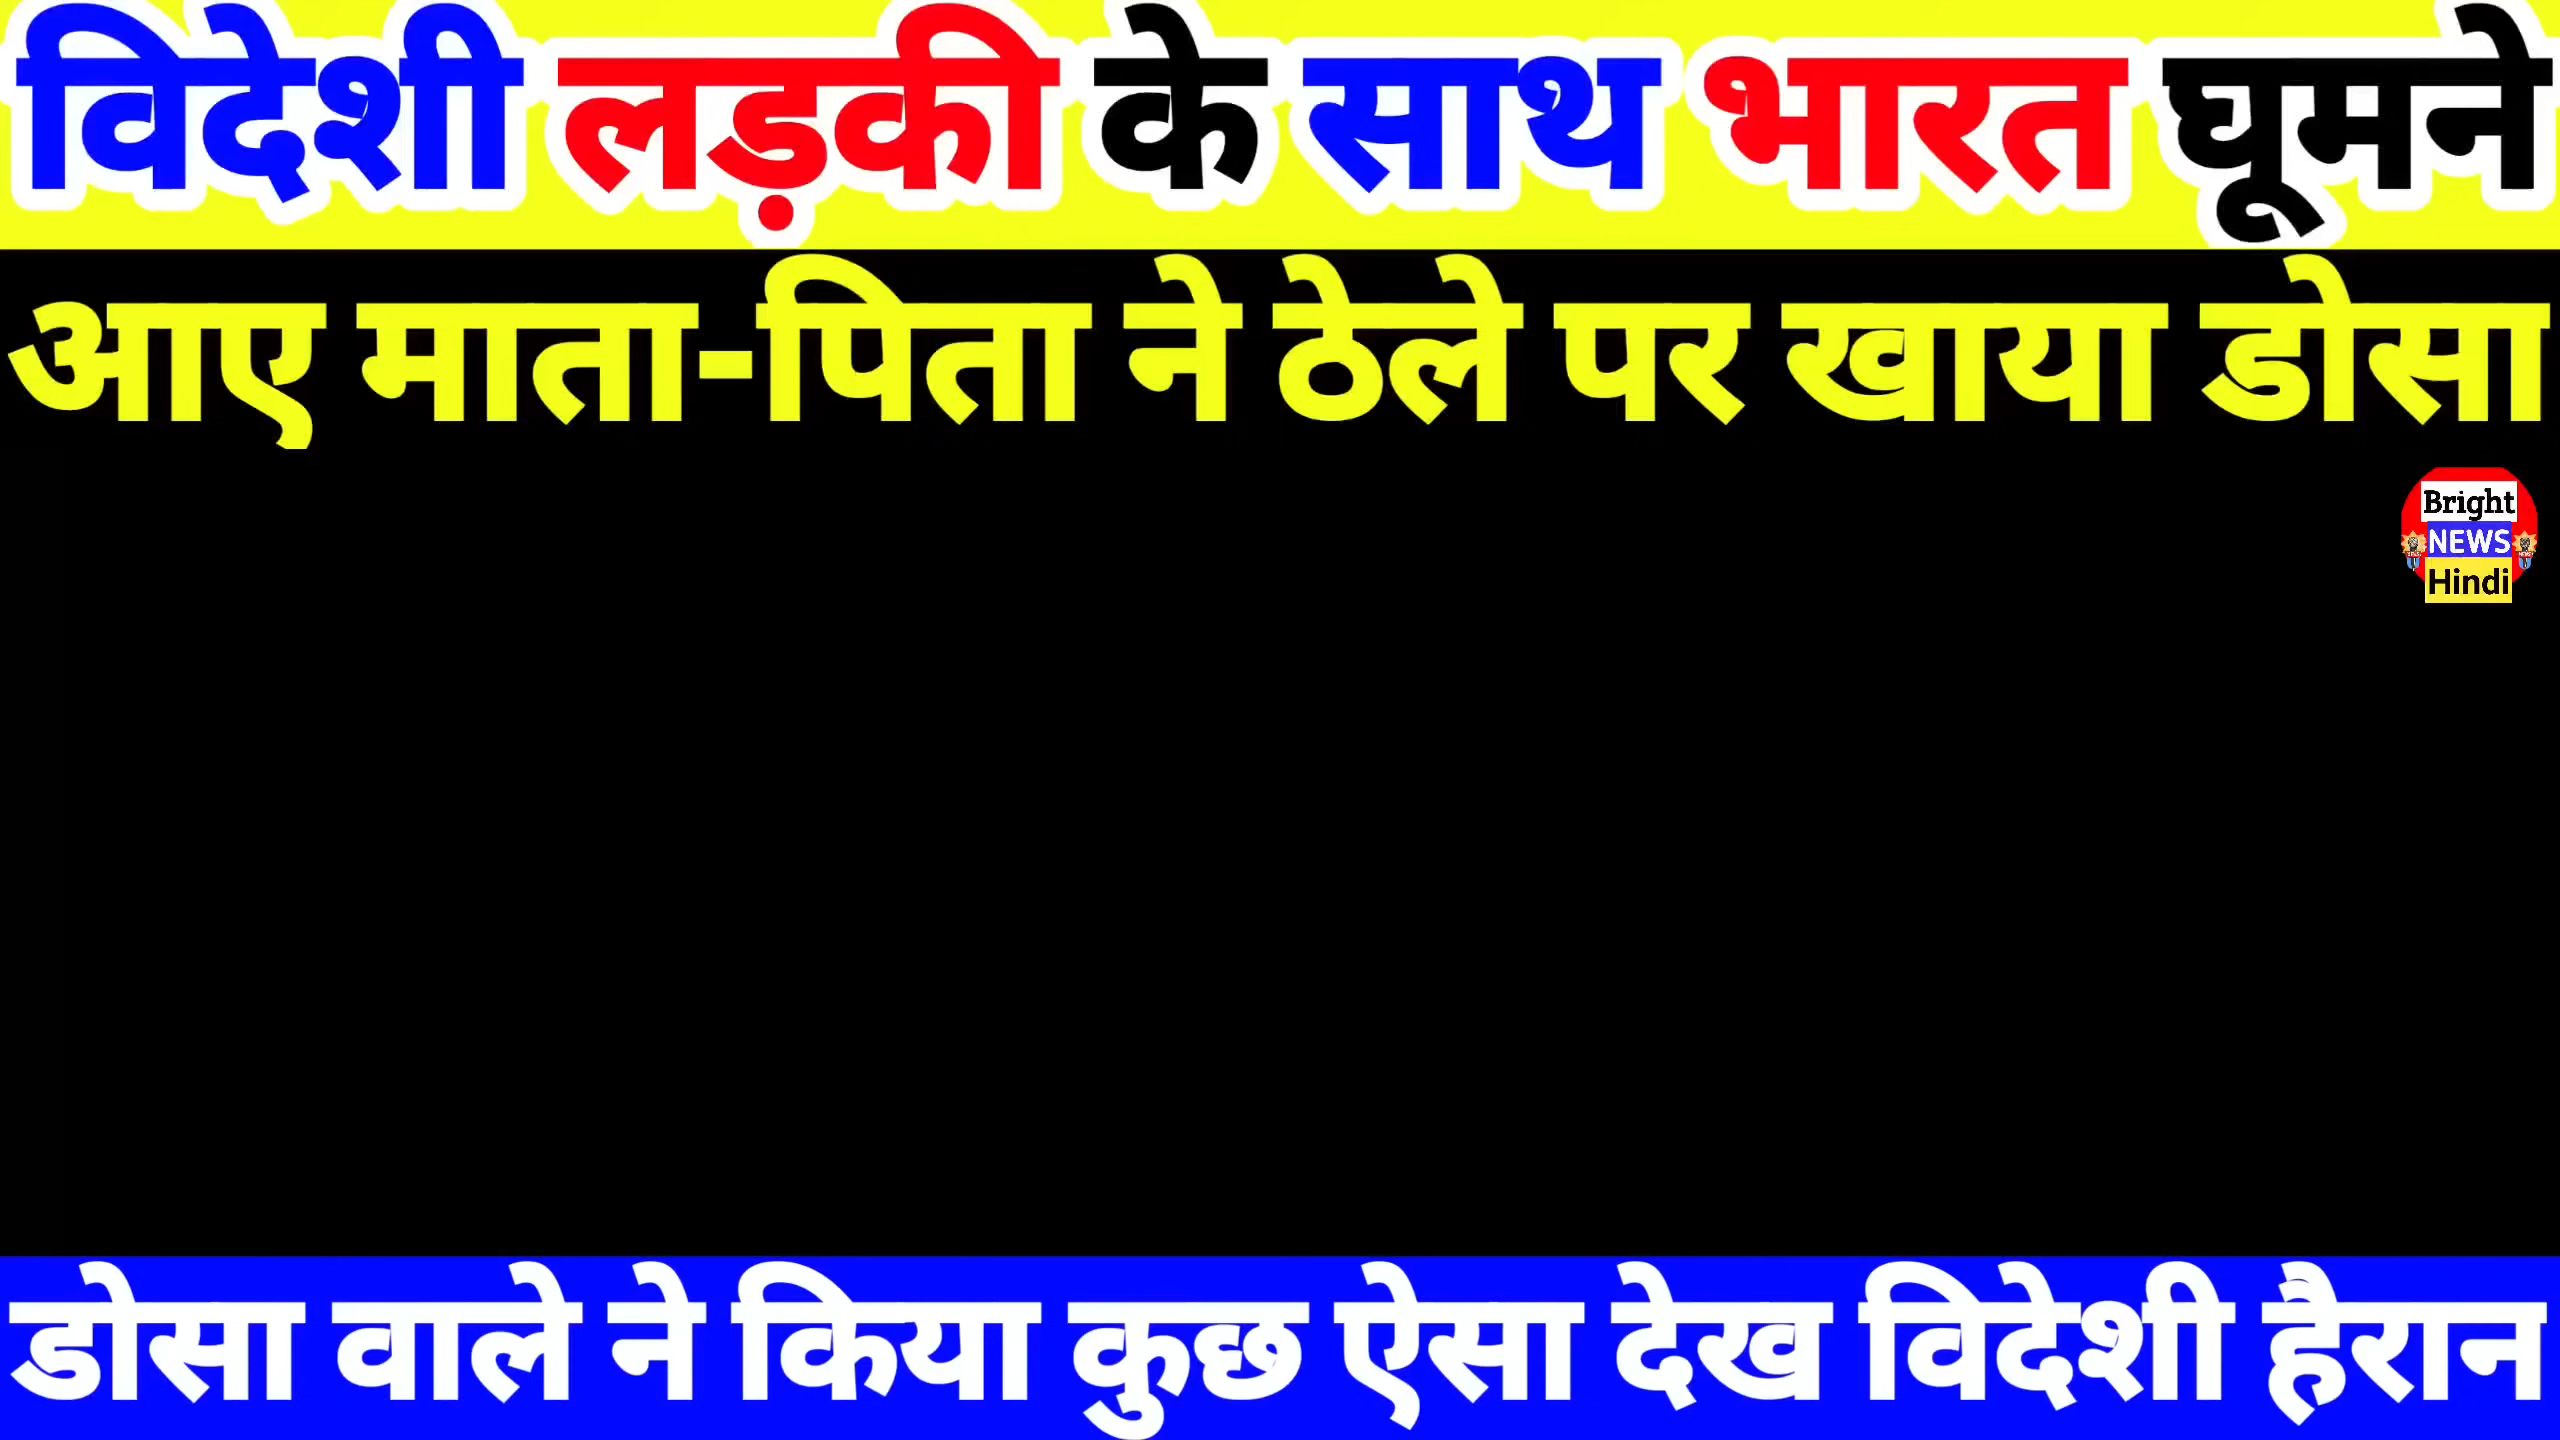 विदेशी लड़की के साथ भारत घूमने
आए माता-पिता ने ठेले पर खाया डोसा
Bright
NEWS
Hindi
डोसा वाले ने किया कुछ ऐसा देख विदेशी हैरान